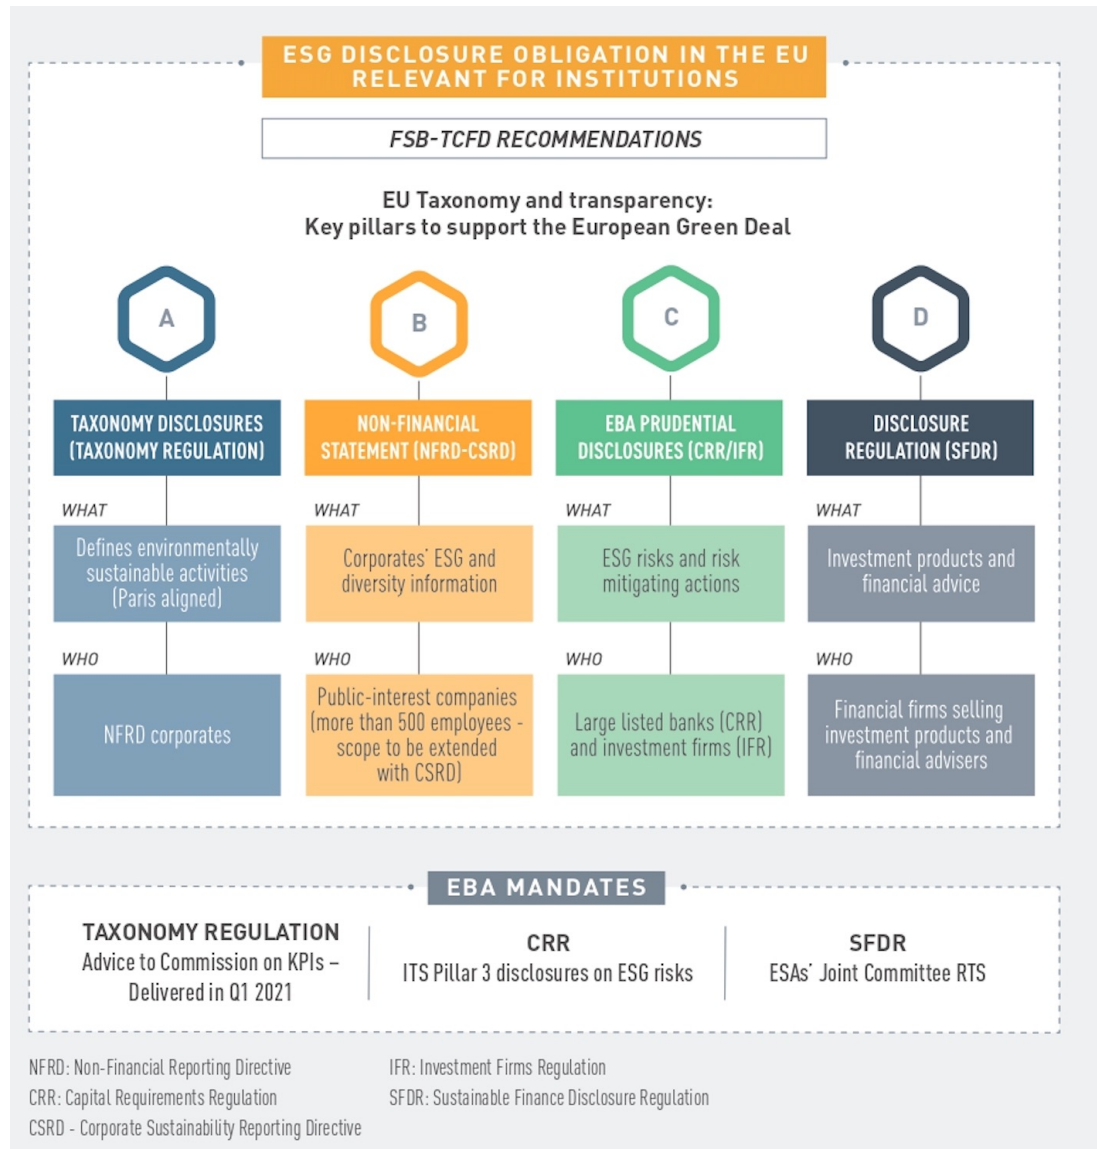 ESG DISCLOSURE OBLIGATION IN THE EU
RELEVANT FOR INSTITUTIONS
FSB-TCFD RECOMMENDATIONS
EU Taxonomy and transparency:
Key pillars to support the European Green Deal
A
TAXONOMY DISCLOSURES
(TAXONOMY REGULATION)
WHAT
Defines environmentally
sustainable activities
(Paris aligned)
WHO
NFRD corporates
B
NON-FINANCIAL
STATEMENT (NFRD-CSRD)
WHAT
Corporates’ ESG and
diversity information
WHO
Public-interest companies
(more than 500 employees -
scope to be extended
with CSRD)
C
EBA PRUDENTIAL
DISCLOSURES (CRR/IFR)
WHAT
ESG risks and risk
mitigating actions
WHO
Large listed banks (CRR)
and investment firms (IFR)
D
DISCLOSURE
REGULATION (SFDR)
WHAT
Investment products and
financial advice
WHO
Financial firms selling
investment products and
financial advisers
EBA MANDATES
TAXONOMY REGULATION
Advice to Commission on KPIs –
Delivered in Q1 2021
CRR
ITS Pillar 3 disclosures on ESG risks
SFDR
ESAs’ Joint Committee RTS
NFRD: Non-Financial Reporting Directive
CRR: Capital Requirements Regulation
CSRD - Corporate Sustainability Reporting Directive
IFR: Investment Firms Regulation
SFDR: Sustainable Finance Disclosure Regulation